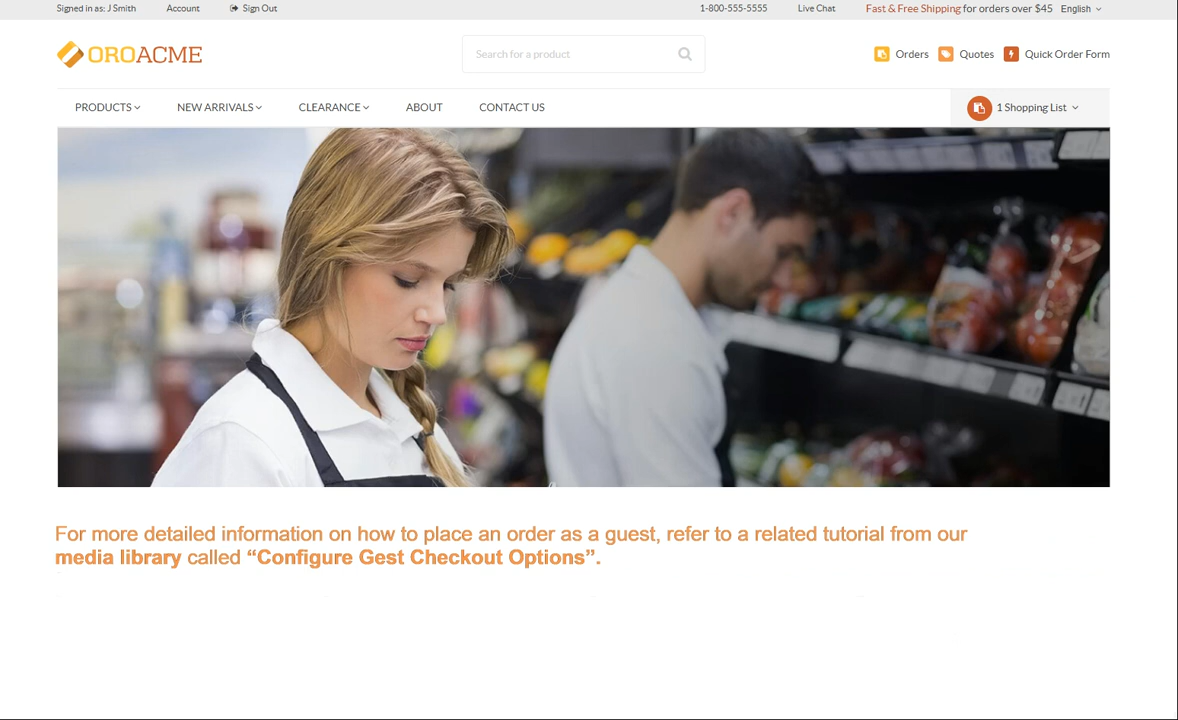 Signed in as: J Smith Account Sign Out 1-800-555-5555 Live Chat Fast & Free Shipping for orders over $45 English
OROACME Search for a product Orders Quotes Quick Order Form
PRODUCTS NEW ARRIVALS CLEARANCE ABOUT CONTACT US 1 Shopping List
For more detailed information on how to place an order as a guest, refer to a related tutorial from our
media library called “Configure Gest Checkout Options”.